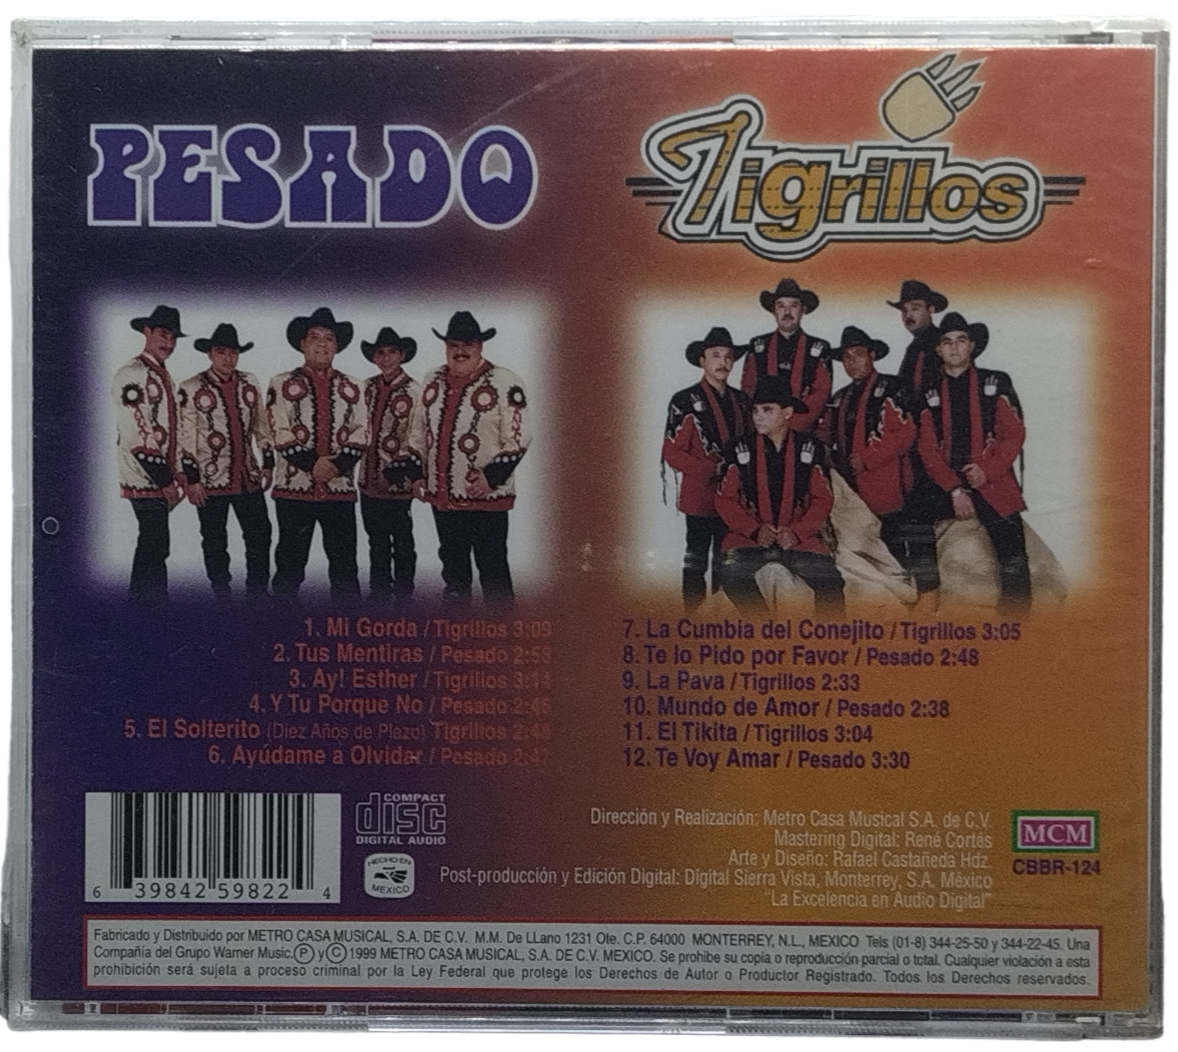 PESADO
Tigrillos
1. Mi Gorda / Tigrillos 3:09
2. Tus Mentiras / Pesado 2:58
3. Ay! Esther / Tigrillos 3:14
4. Y Tu Porque No / Pesado
5. El Solterito (Diez Años de Plazo) Tigrillos
6. Ayúdame a Olvidar / Pesado 2:47
7. La Cumbia del Conejito / Tigrillos 3:05
8. Te lo Pido por Favor / Pesado 2:48
9. La Pava / Tigrillos 2:33
10. Mundo de Amor / Pesado 2:38
11. El Tikita / Tigrillos 3:04
12. Te Voy Amar / Pesado 3:30
6 39842 59822 4
COMPACT
disc
DIGITAL AUDIO
HECHO EN
MEXICO
Dirección y Realización: Metro Casa Musical S.A. de C.V.
Mastering Digital: René Cortés
Arte y Diseño: Rafael Castañeda Hdz.
Post-producción y Edición Digital: Digital Sierra Vista, Monterrey, S.A. México
"La Excelencia en Audio Digital"
MCM
CBBR-124
Fabricado y Distribuido por METRO CASA MUSICAL, S.A. DE C.V. M.M. De LLano 1231 Ote. C.P. 64000 MONTERREY, N.L., MEXICO Tels (01-8) 344-25-50 y 344-22-45. Una
Compañía del Grupo Warner Music. Ⓟ y Ⓒ 1999 METRO CASA MUSICAL, S.A. DE C.V. MEXICO. Se prohibe su copia o reproducción parcial o total. Cualquier violación a esta
prohibición será sujeta a proceso criminal por la Ley Federal que protege los Derechos de Autor o Productor Registrado. Todos los Derechos reservados.